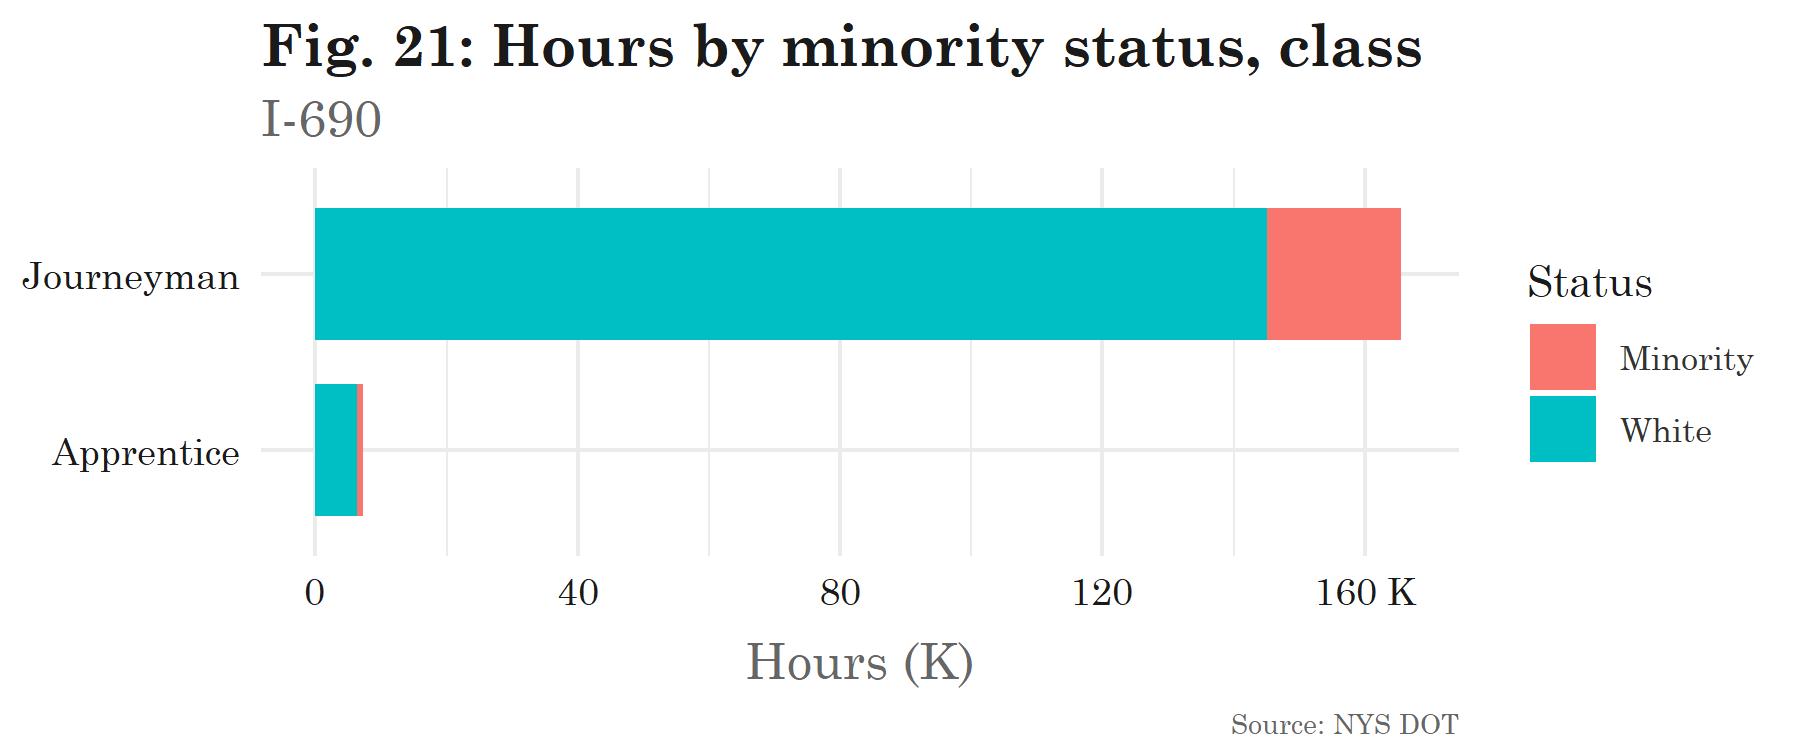 Fig. 21: Hours by minority status, class
I-690
Journeyman
Apprentice
0 40 80 120 160 K
Hours (K)
Status
Minority
White
Source: NYS DOT